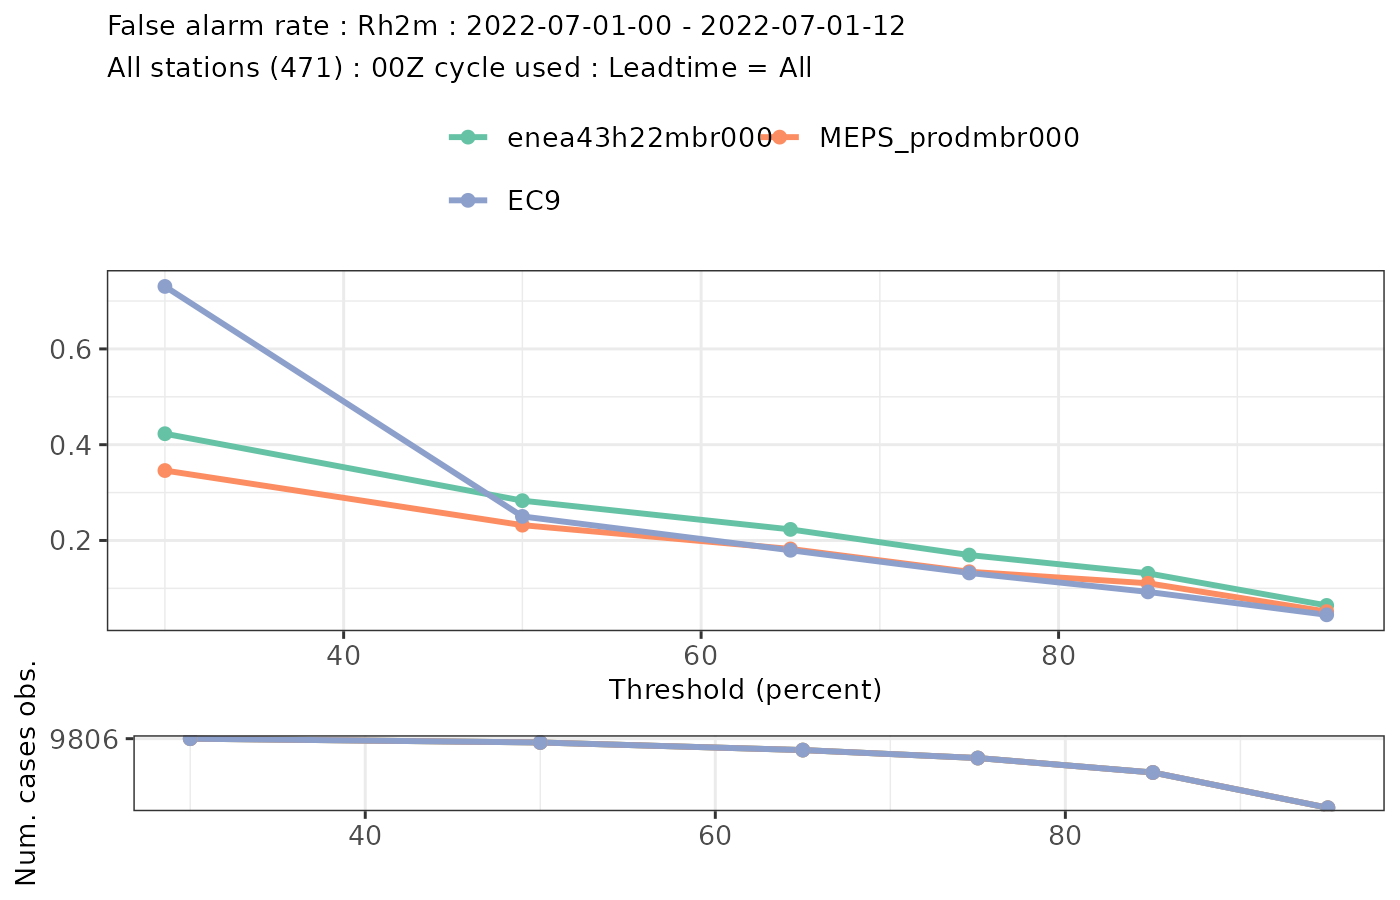 False alarm rate : Rh2m : 2022-07-01-00 - 2022-07-01-12
All stations (471) : 00Z cycle used : Leadtime = All
enea43h22mbr000 MEPS_prodmbr000
EC9
0.6
0.4
0.2
40 60 80
Threshold (percent)
Num. cases obs.
9806
40 60 80